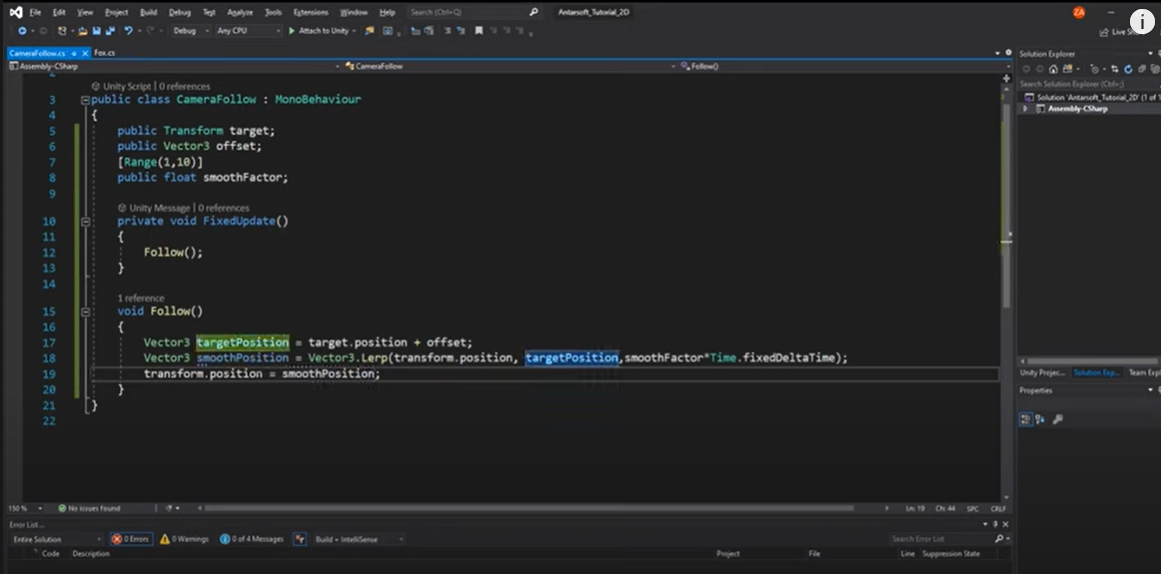 File Edit View Project Build Debug Test Analyze Tools Extensions Window Help Search (Ctrl+Q) Antarsoft_Tutorial_2D ZA
i
Debug Any CPU Attach to Unity Live Share
CameraFollow.cs Fox.cs
Assembly-CSharp CameraFollow Follow()
Unity Script | 0 references
3 public class CameraFollow : MonoBehaviour
4 {
5 public Transform target;
6 public Vector3 offset;
7 [Range(1,10)]
8 public float smoothFactor;
9
Unity Message | 0 references
10 private void FixedUpdate()
11 {
12 Follow();
13 }
14
1 reference
15 void Follow()
16 {
17 Vector3 targetPosition = target.position + offset;
18 Vector3 smoothPosition = Vector3.Lerp(transform.position, targetPosition,smoothFactor*Time.fixedDeltaTime);
19 transform.position = smoothPosition;
20 }
21 }
22
150 % No issues found Ln: 19 Ch: 44 SPC CRLF
Error List...
Entire Solution 0 Errors 0 Warnings 0 of 4 Messages Build + IntelliSense Search Error List
Code Description Project File Line Suppression State
Solution Explorer
Search Solution Explorer (Ctrl+;)
Solution 'Antarsoft_Tutorial_2D' (1 of 1
Assembly-CSharp
Unity Projec... Solution Exp... Team Expl
Properties